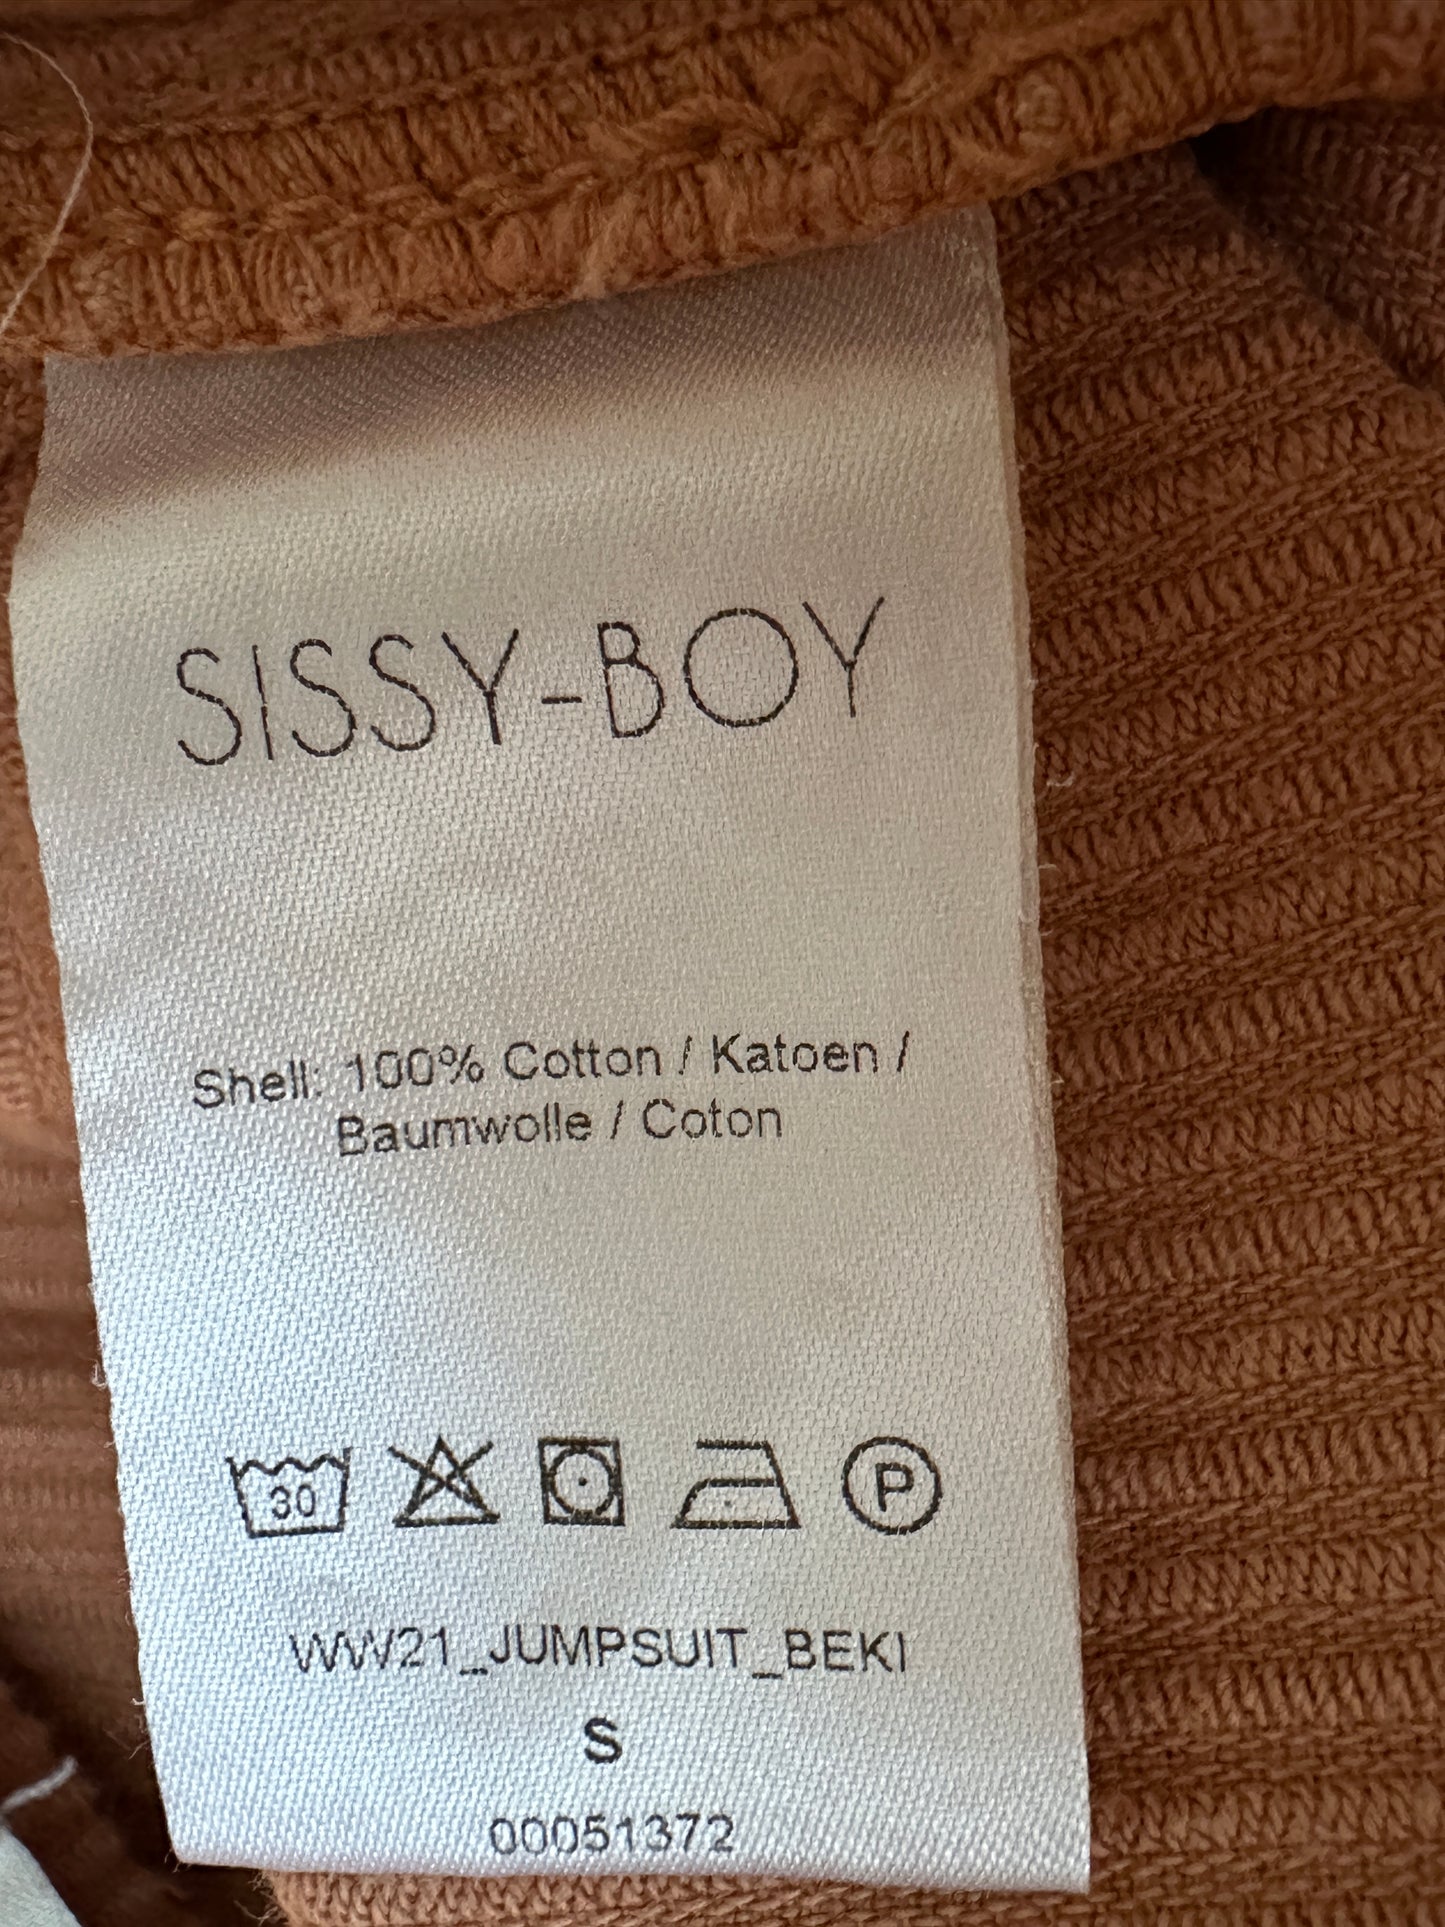 SISSY-BOY
Shell: 100% Cotton / Katoen /
Baumwolle / Coton
30 P
WW21_JUMPSUIT_BEKI
S
00051372